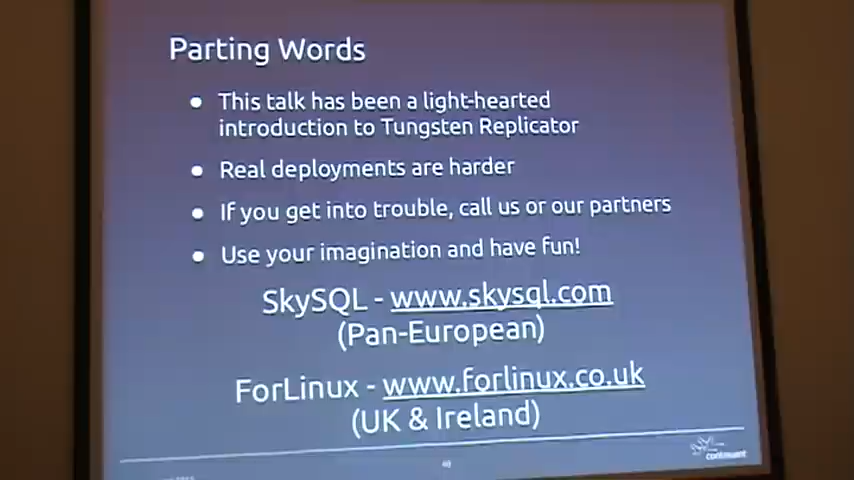 Parting Words
● This talk has been a light-hearted
introduction to Tungsten Replicator
● Real deployments are harder
● If you get into trouble, call us or our partners
● Use your imagination and have fun!
SkySQL - www.skysql.com
(Pan-European)
ForLinux - www.forlinux.co.uk
(UK & Ireland)
continuent